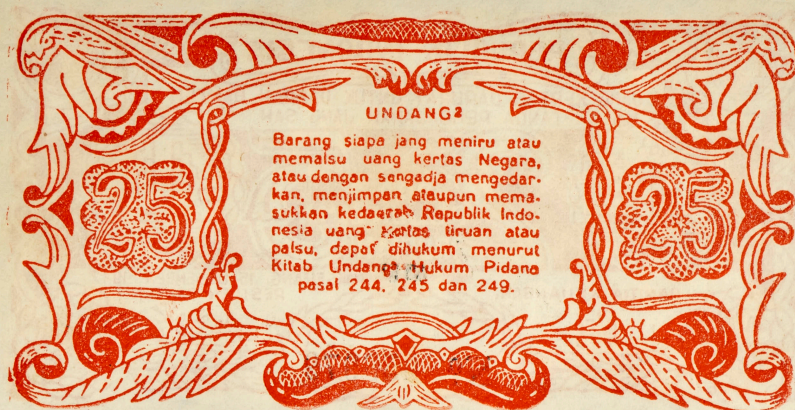 UNDANG²
Barang siapa jang meniru atau
memalsu uang kertas Negara,
atau dengan sengadja mengedar-
kan, menjimpan ataupun mema-
sukkan kedaerah Republik Indo-
nesia uang kertas tiruan atau
palsu, dapat dihukum menurut
Kitab Undang² Hukum Pidana
pasal 244, 245 dan 249.
25
25